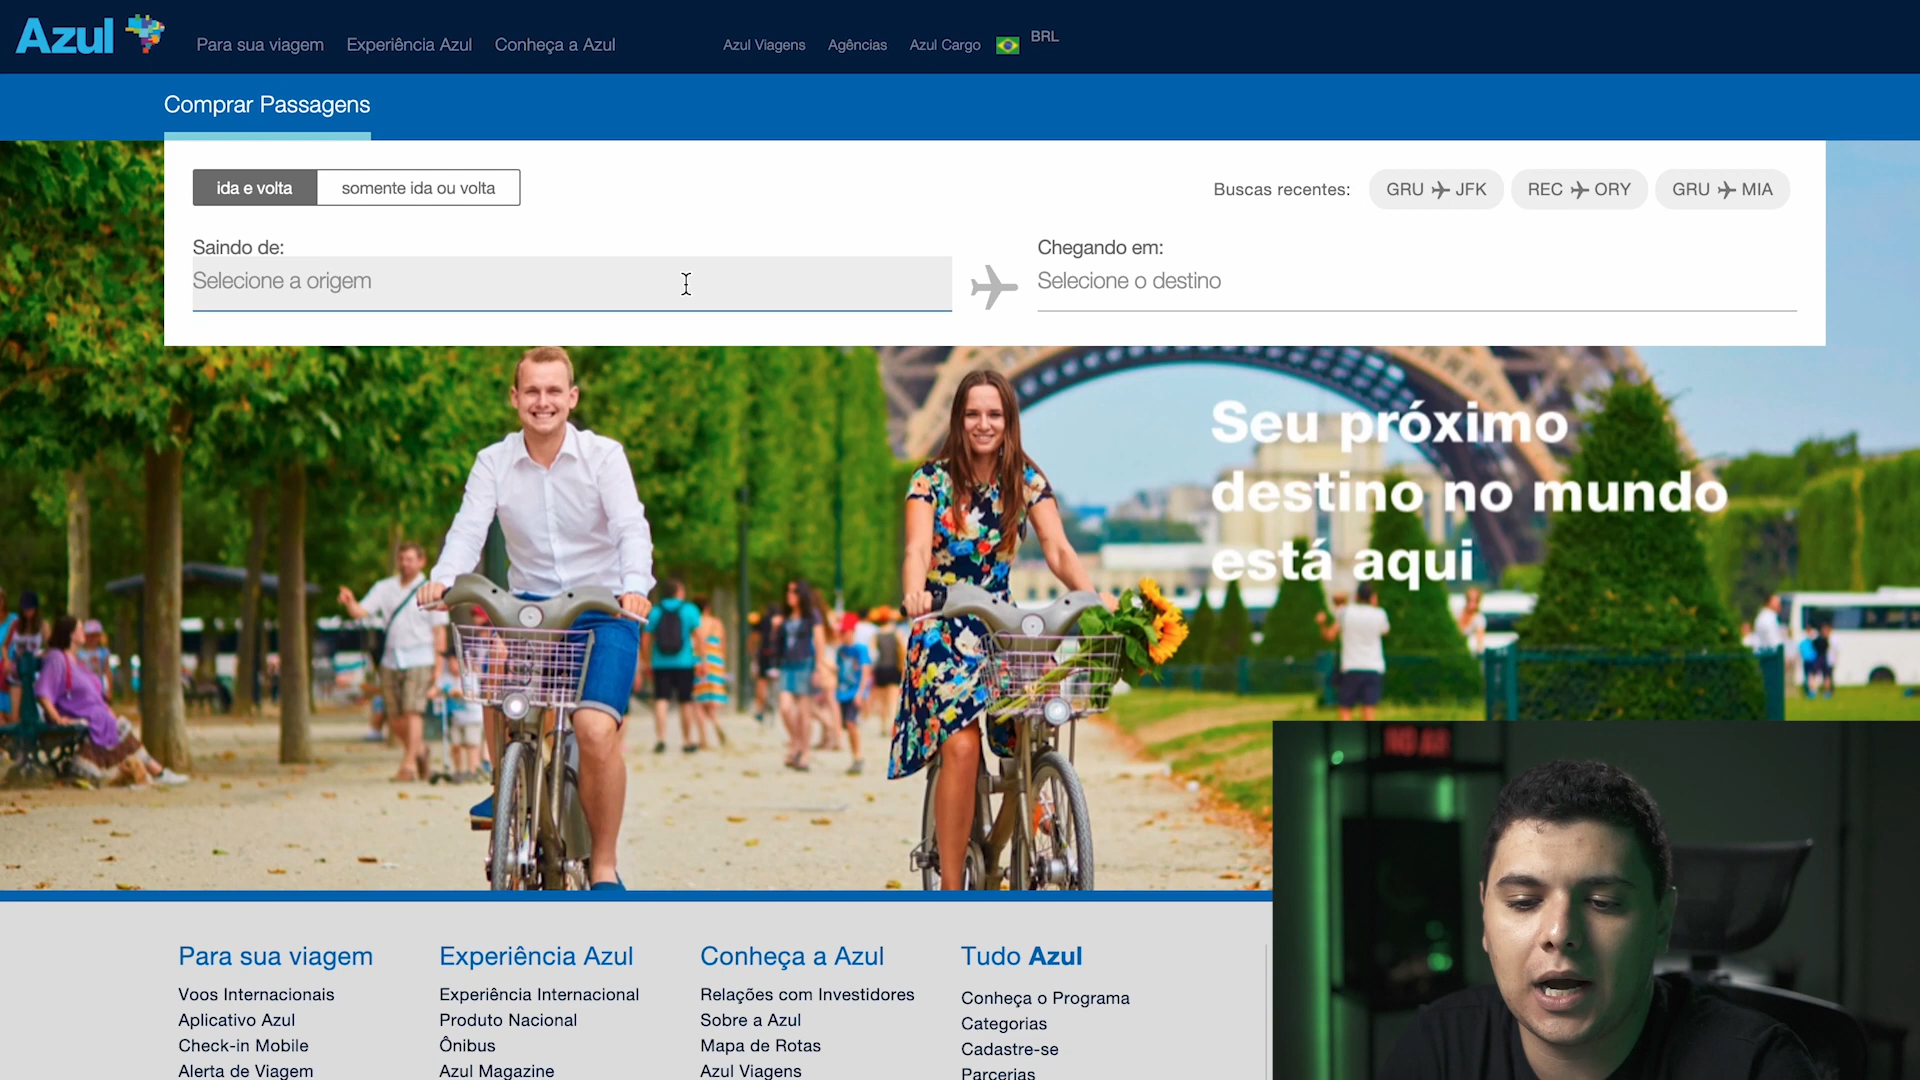 Azul
Para sua viagem Experiência Azul Conheça a Azul Azul Viagens Agências Azul Cargo BRL
Comprar Passagens
ida e volta somente ida ou volta Buscas recentes: GRU JFK REC ORY GRU MIA
Saindo de: Chegando em:
Selecione a origem Selecione o destino
Seu próximo
destino no mundo
está aqui
Para sua viagem
Voos Internacionais
Aplicativo Azul
Check-in Mobile
Alerta de Viagem
Experiência Azul
Experiência Internacional
Produto Nacional
Ônibus
Azul Magazine
Conheça a Azul
Relações com Investidores
Sobre a Azul
Mapa de Rotas
Azul Viagens
Tudo Azul
Conheça o Programa
Categorias
Cadastre-se
Parcerias